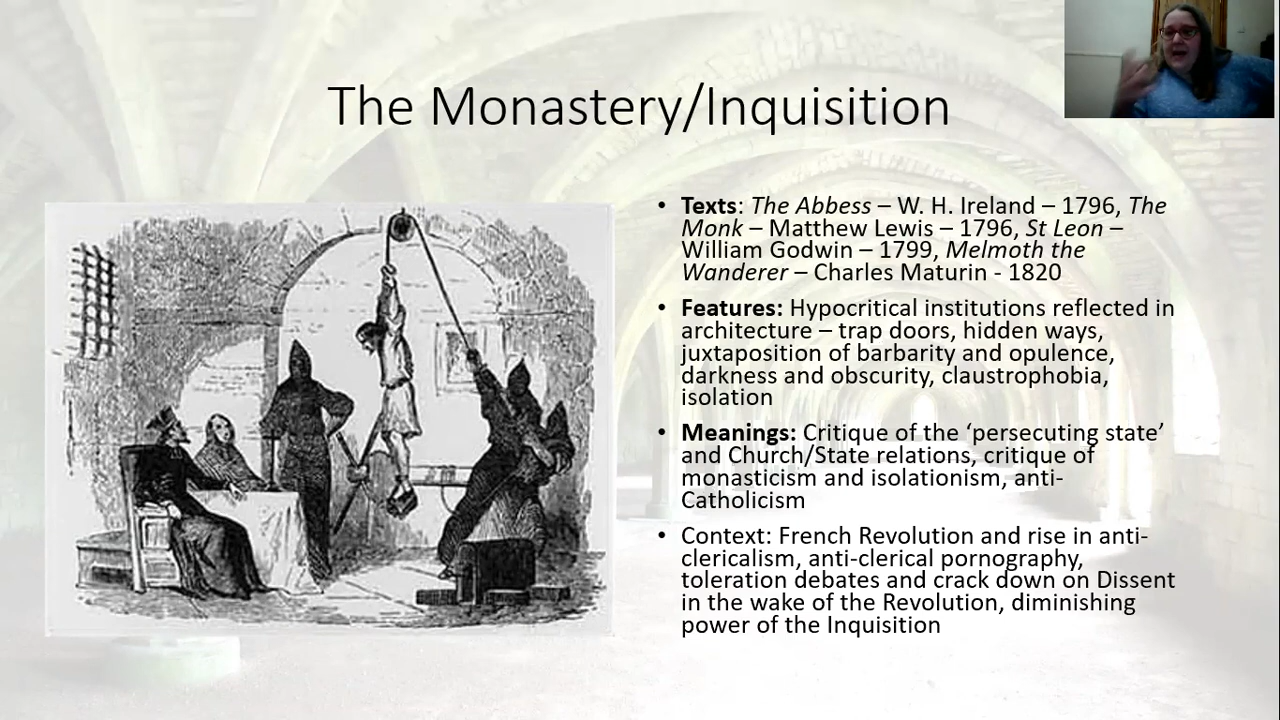 The Monastery/Inquisition
• Texts: The Abbess – W. H. Ireland – 1796, The
Monk – Matthew Lewis – 1796, St Leon –
William Godwin – 1799, Melmoth the
Wanderer – Charles Maturin - 1820
• Features: Hypocritical institutions reflected in
architecture – trap doors, hidden ways,
juxtaposition of barbarity and opulence,
darkness and obscurity, claustrophobia,
isolation
• Meanings: Critique of the ‘persecuting state’
and Church/State relations, critique of
monasticism and isolationism, anti-
Catholicism
• Context: French Revolution and rise in anti-
clericalism, anti-clerical pornography,
toleration debates and crack down on Dissent
in the wake of the Revolution, diminishing
power of the Inquisition